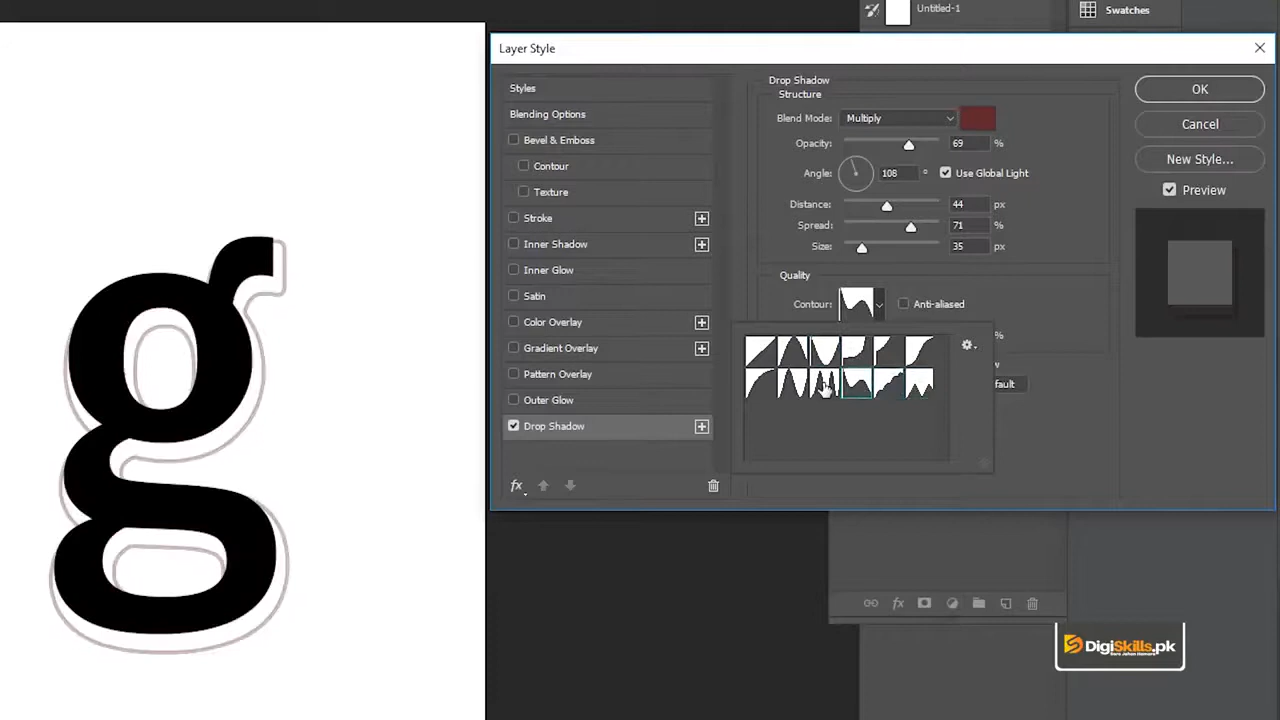 Untitled-1
Swatches
Layer Style
Styles
Blending Options
Bevel & Emboss
Contour
Texture
Stroke
Inner Shadow
Inner Glow
Satin
Color Overlay
Gradient Overlay
Pattern Overlay
Outer Glow
Drop Shadow
fx
Drop Shadow
Structure
Blend Mode: Multiply
Opacity: 69 %
Angle: 108 ° Use Global Light
Distance: 44 px
Spread: 71 %
Size: 35 px
Quality
Contour: Anti-aliased
%
w
fault
OK
Cancel
New Style...
Preview
g
fx
DigiSkills.pk